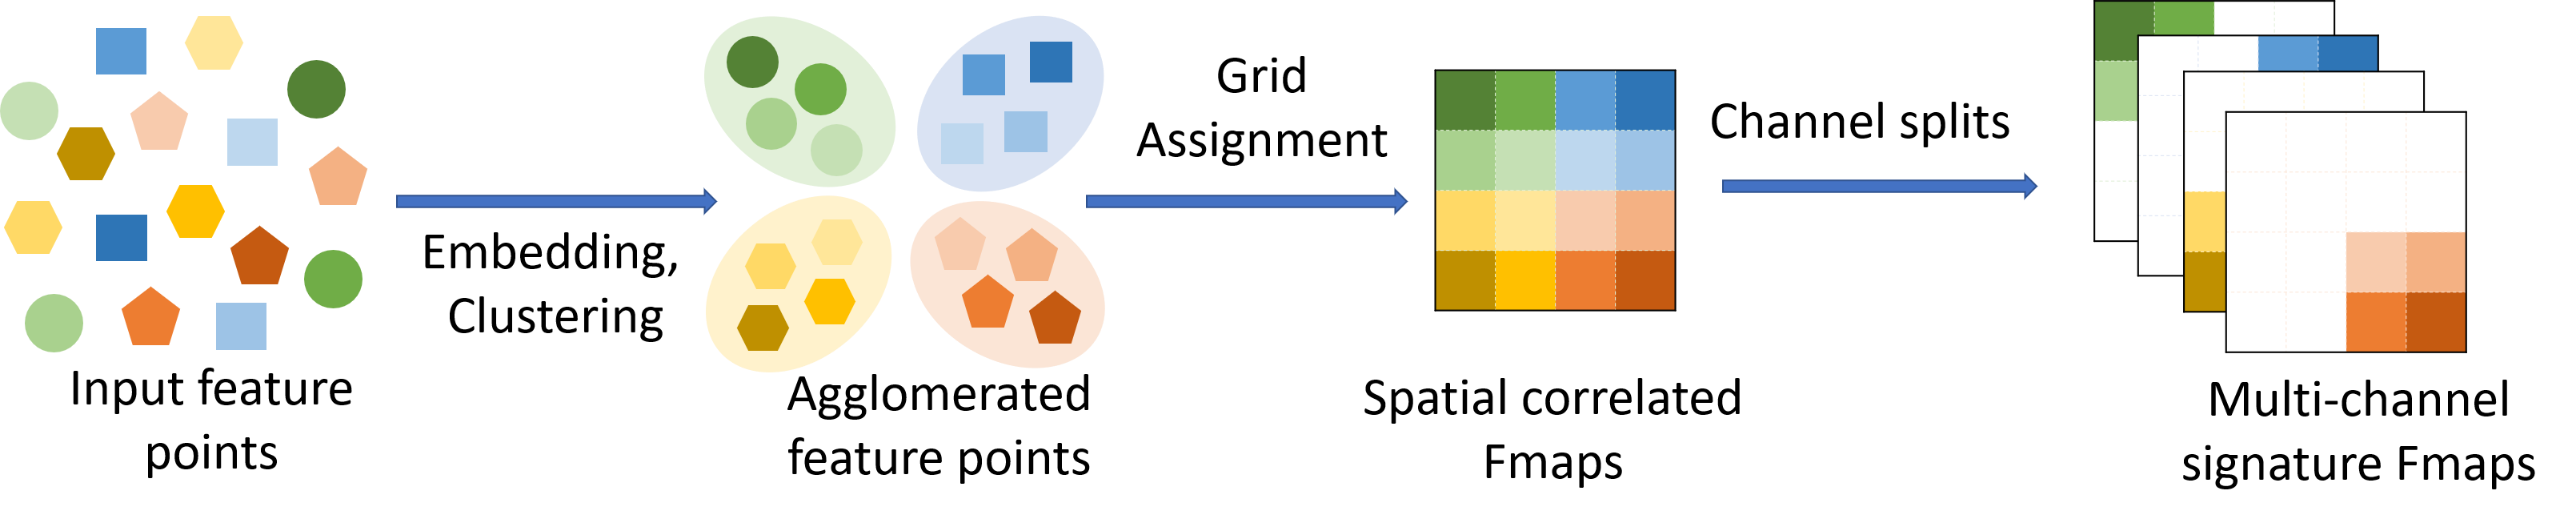 Input feature
points
Embedding,
Clustering
Agglomerated
feature points
Grid
Assignment
Spatial correlated
Fmaps
Channel splits
Multi-channel
signature Fmaps